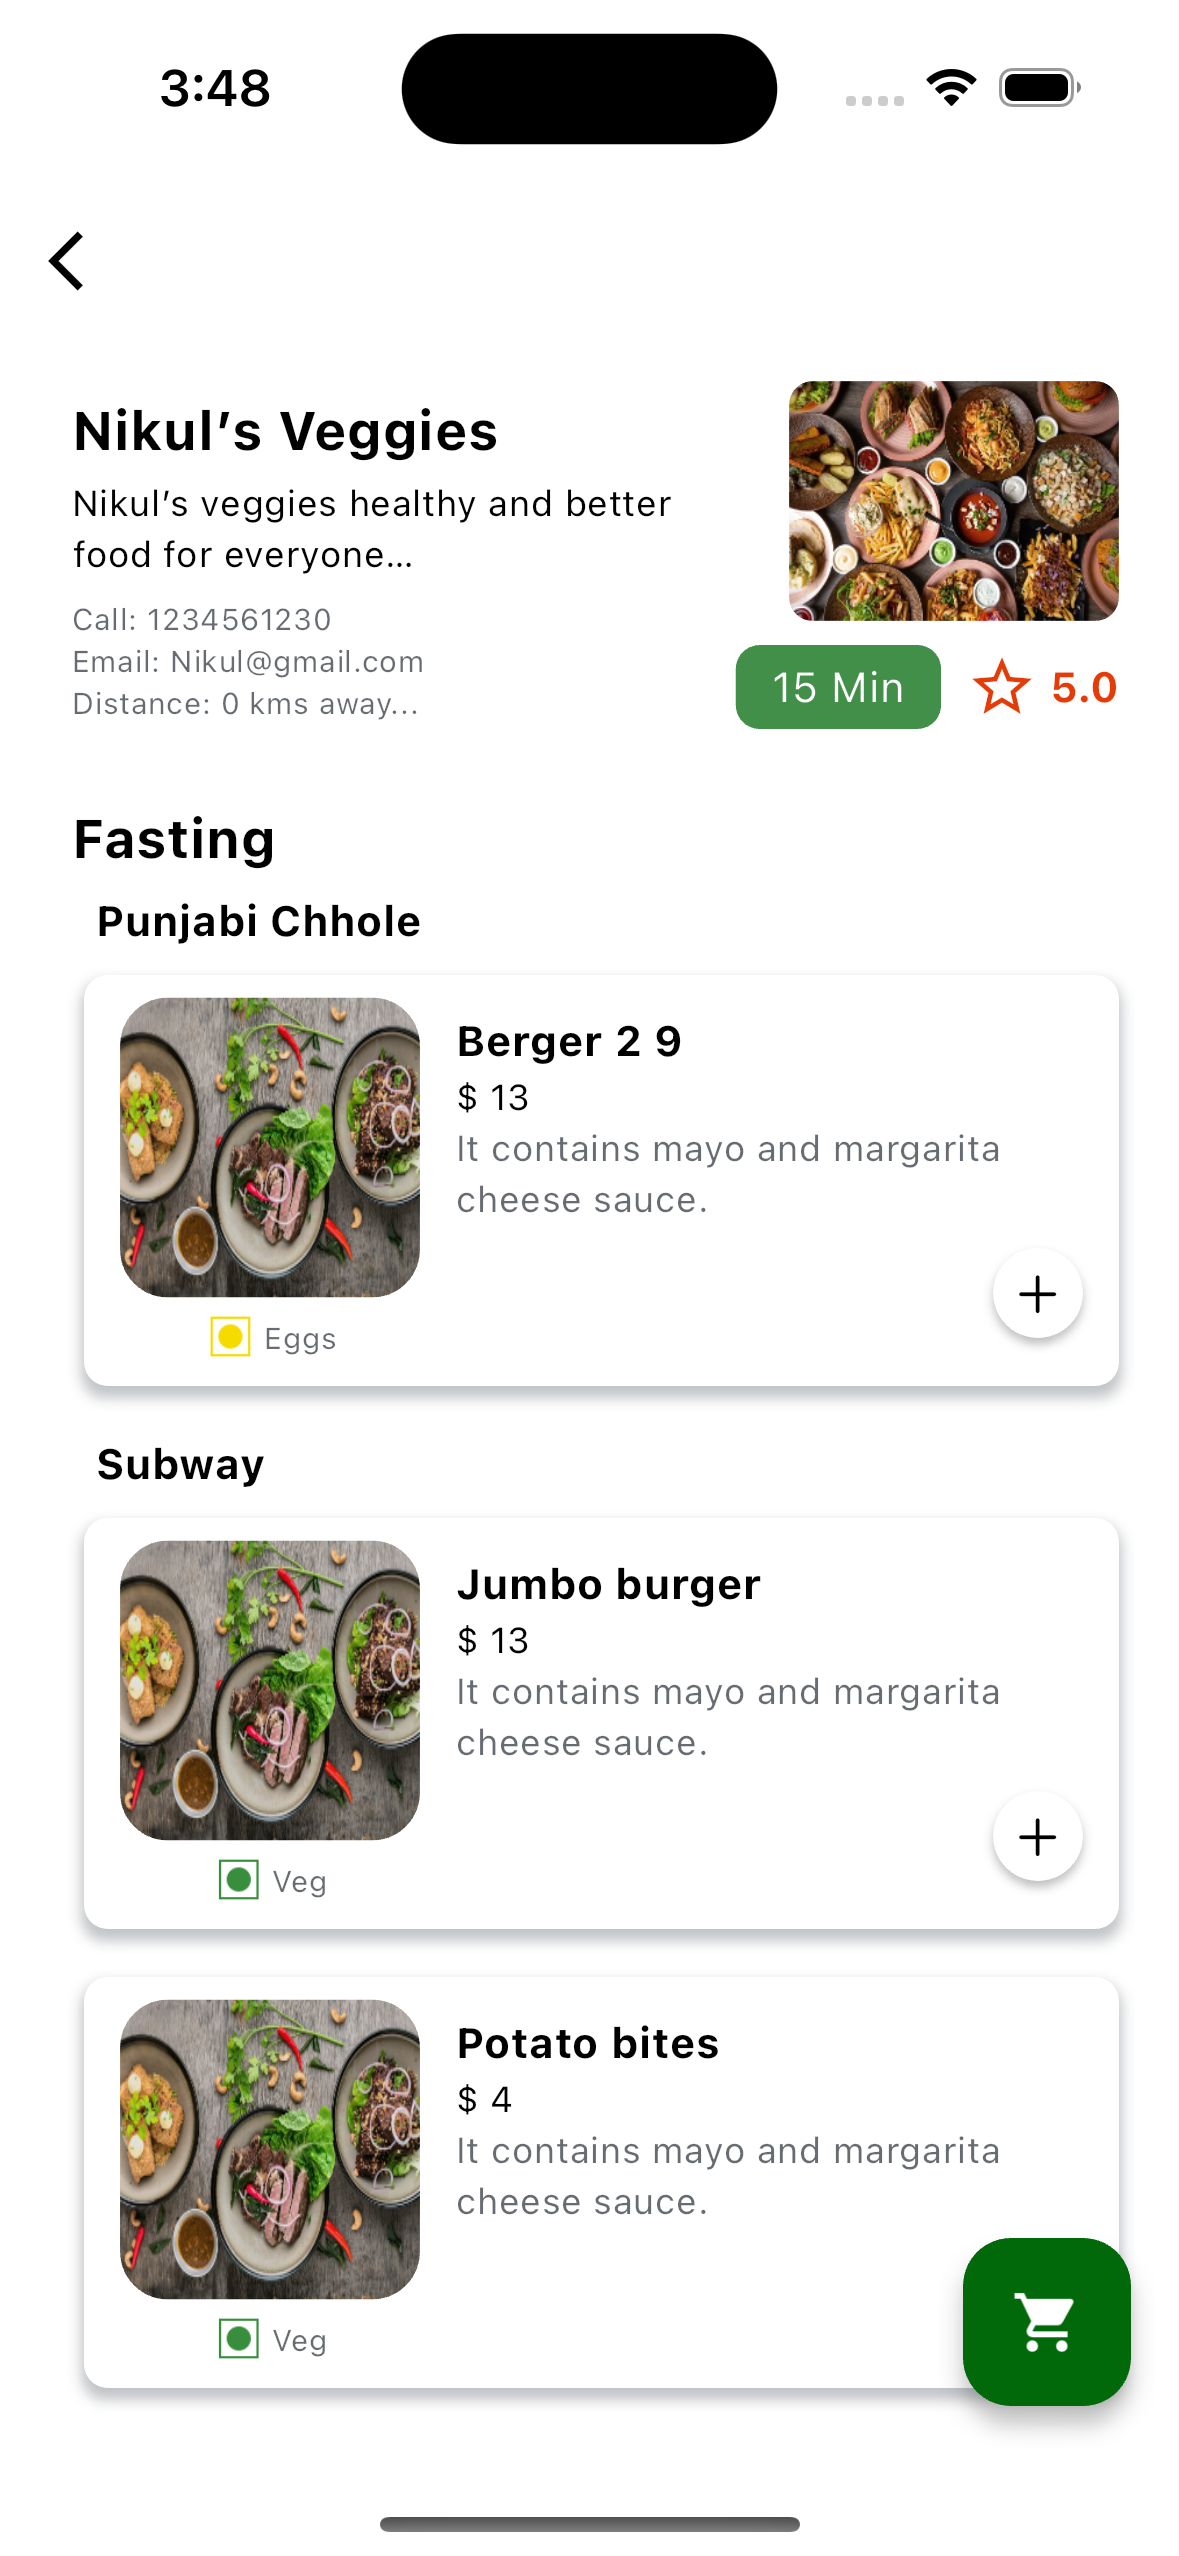 3:48
Nikul’s Veggies
Nikul’s veggies healthy and better
food for everyone...
Call: 1234561230
Email: Nikul@gmail.com
Distance: 0 kms away...
15 Min
5.0
Fasting
Punjabi Chhole
Berger 2 9
$ 13
It contains mayo and margarita
cheese sauce.
Eggs
Subway
Jumbo burger
$ 13
It contains mayo and margarita
cheese sauce.
Veg
Potato bites
$ 4
It contains mayo and margarita
cheese sauce.
Veg